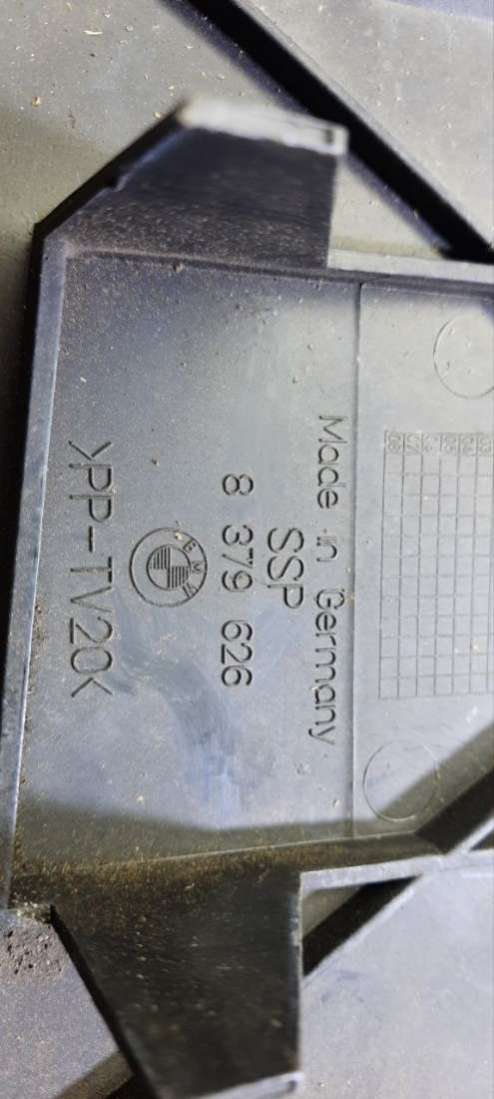 Made in Germany
SSP
8 379 626
BMW
>PP-TV20<